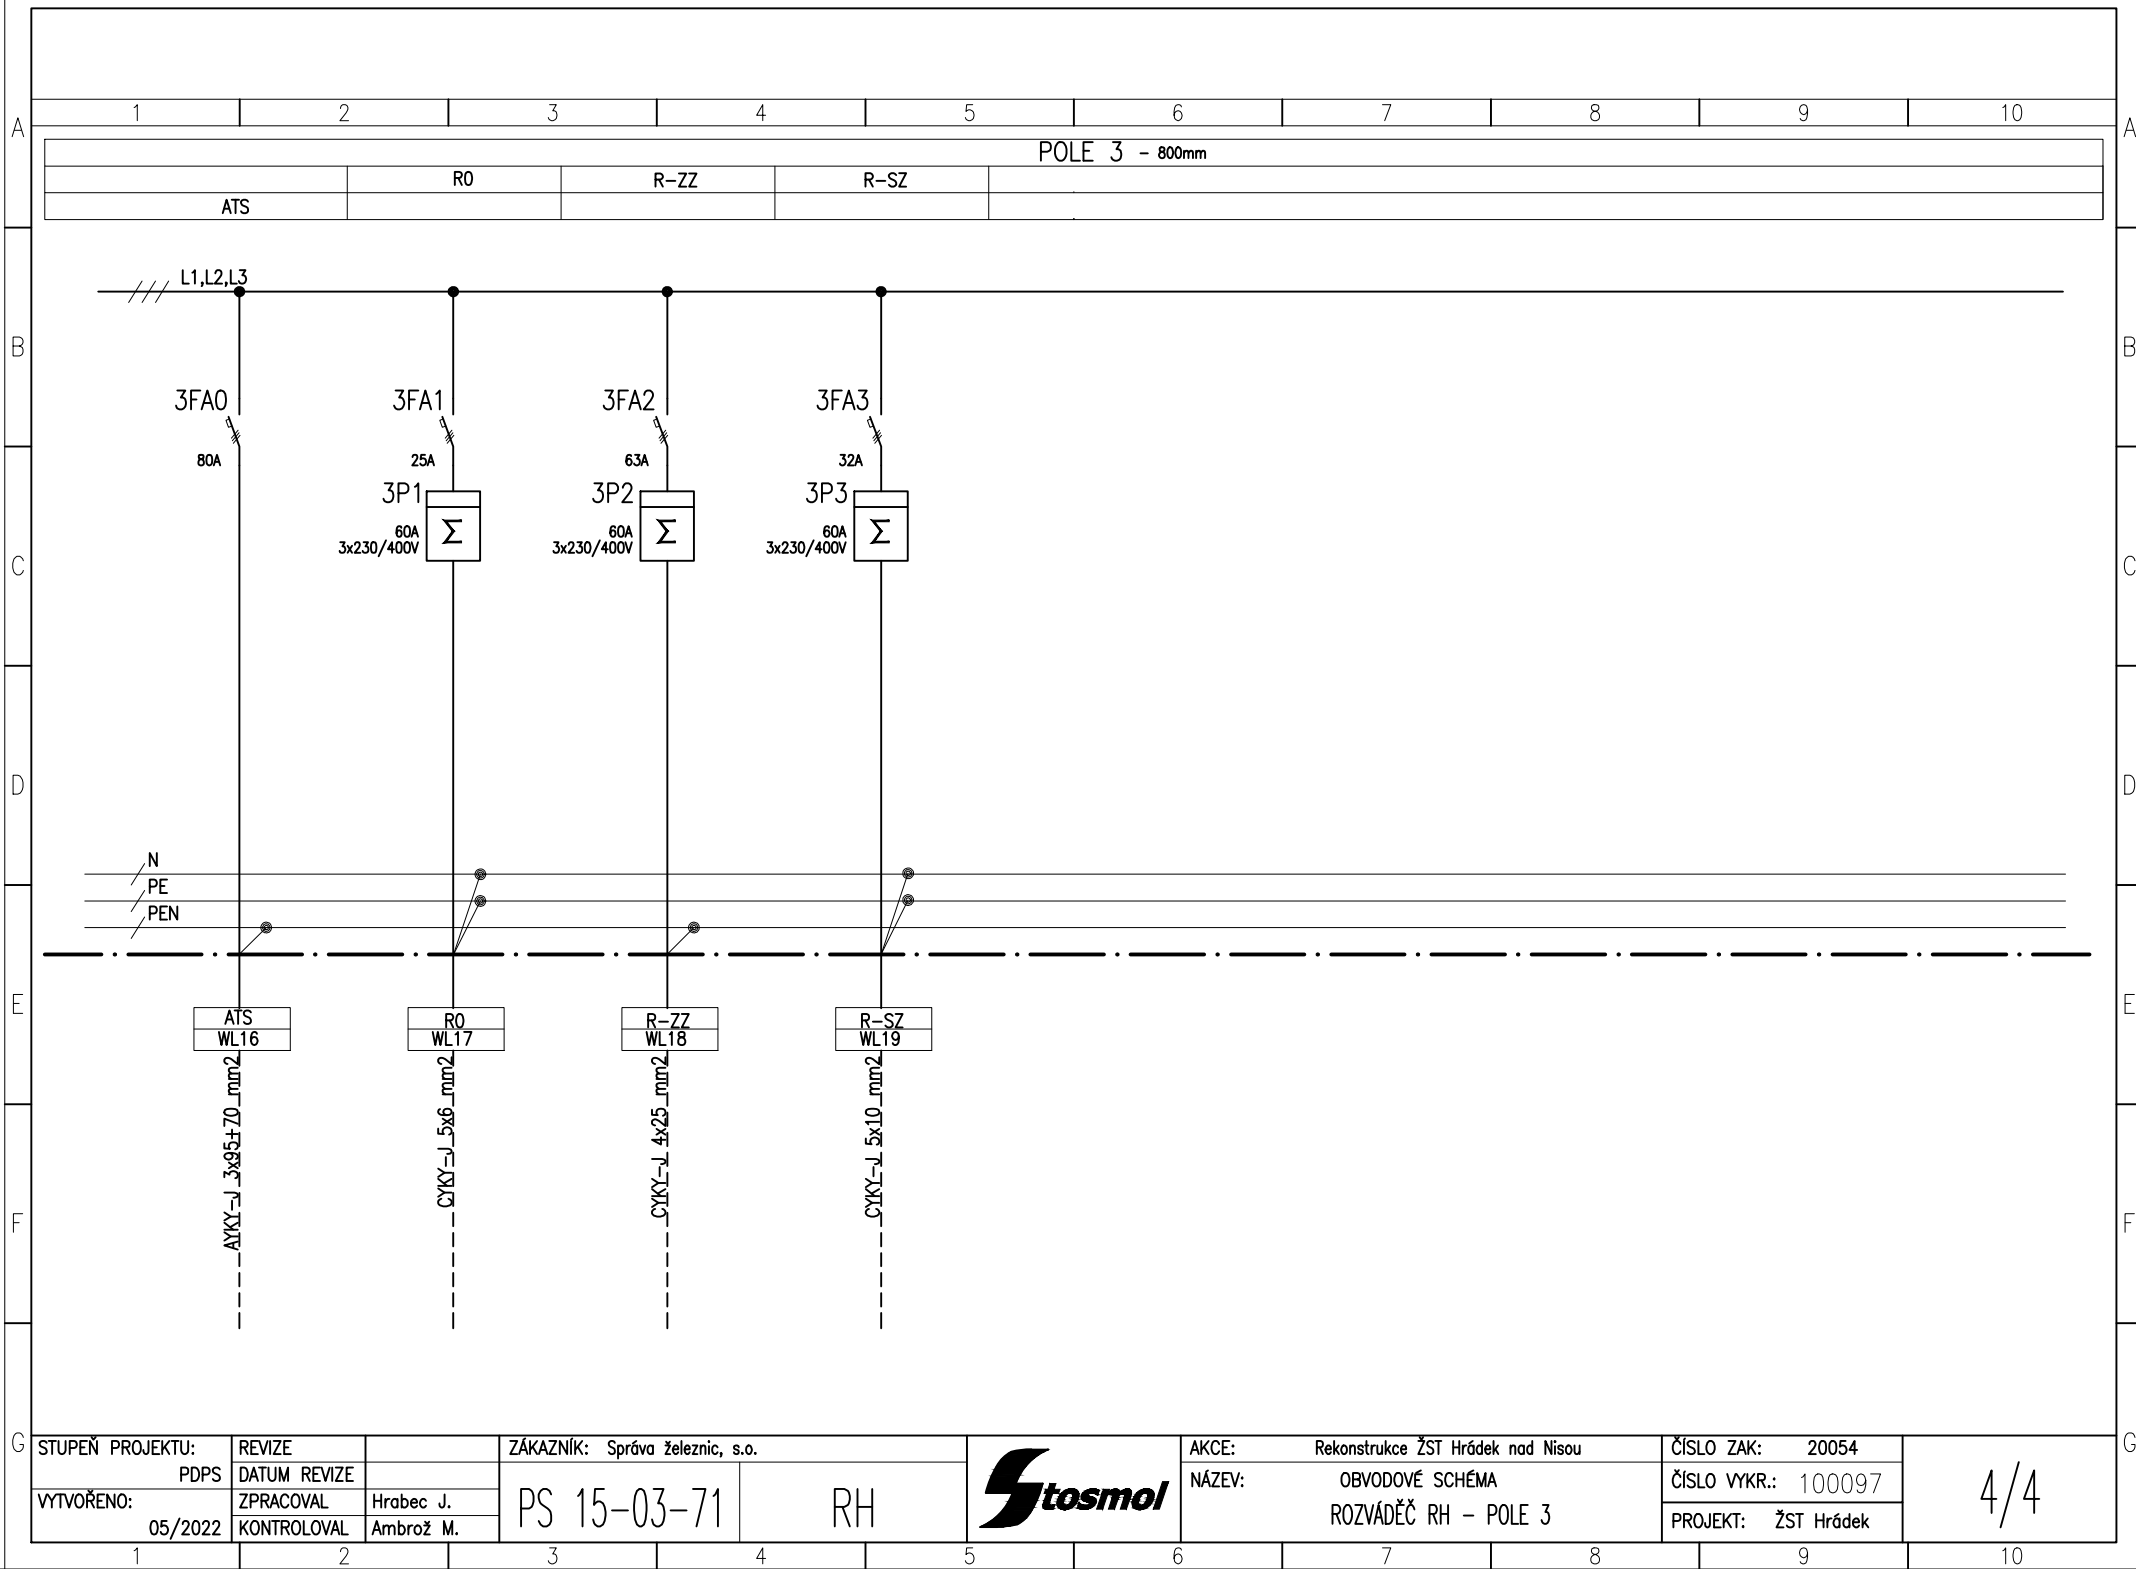 1 2 3 4 5 6 7 8 9 10
A A
POLE 3 - 800mm
R0 R-ZZ R-SZ
ATS
L1,L2,L3
B B
3FA0 3FA1 3FA2 3FA3
80A 25A 63A 32A
3P1 3P2 3P3
Σ Σ Σ
60A 60A 60A
3x230/400V 3x230/400V 3x230/400V
C C
D D
N
PE
PEN
E E
ATS R0 R-ZZ R-SZ
WL16 WL17 WL18 WL19
AYKY-J 3x95+70 mm2
CYKY-J 5x6 mm2
CYKY-J 4x25 mm2
CYKY-J 5x10 mm2
F F
G G
STUPEŇ PROJEKTU:
PDPS
VYTVOŘENO:
05/2022
REVIZE
DATUM REVIZE
ZPRACOVAL Hrabec J.
KONTROLOVAL Ambrož M.
ZÁKAZNÍK: Správa železnic, s.o.
PS 15-03-71 RH
Stosmol
AKCE: Rekonstrukce ŽST Hrádek nad Nisou
NÁZEV: OBVODOVÉ SCHÉMA
ROZVÁDĚČ RH - POLE 3
ČÍSLO ZAK: 20054
ČÍSLO VYKR.: 100097
PROJEKT: ŽST Hrádek
4/4
1 2 3 4 5 6 7 8 9 10